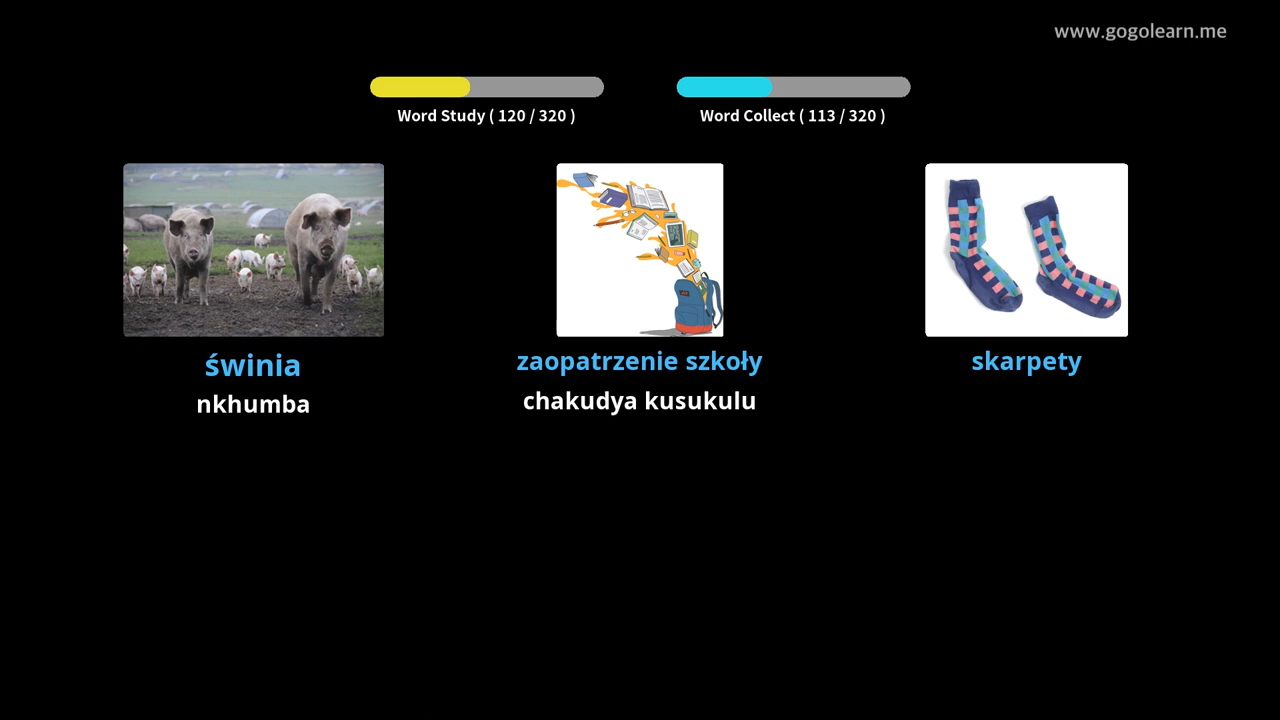 www.gogolearn.me
Word Study ( 120 / 320 )
Word Collect ( 113 / 320 )
świnia
nkhumba
zaopatrzenie szkoły
chakudya kusukulu
skarpety